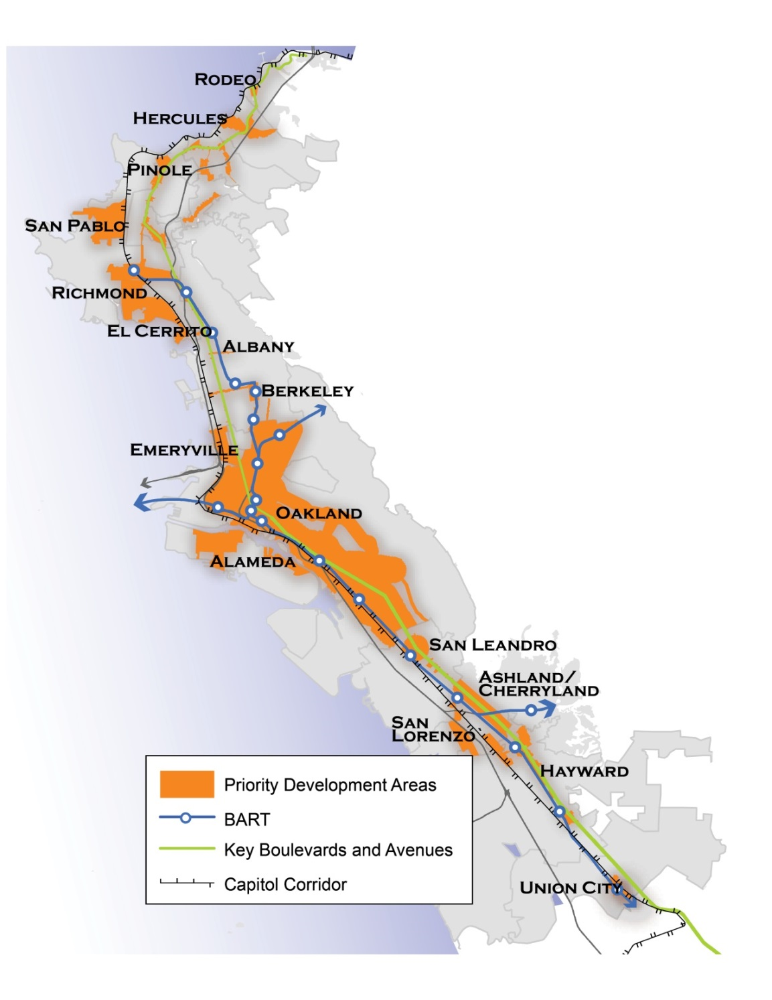 RODEO
HERCULES
PINOLE
SAN PABLO
RICHMOND
EL CERRITO
ALBANY
BERKELEY
EMERYVILLE
OAKLAND
ALAMEDA
SAN LEANDRO
ASHLAND/
CHERRYLAND
SAN
LORENZO
HAYWARD
UNION CITY
Priority Development Areas
BART
Key Boulevards and Avenues
Capitol Corridor